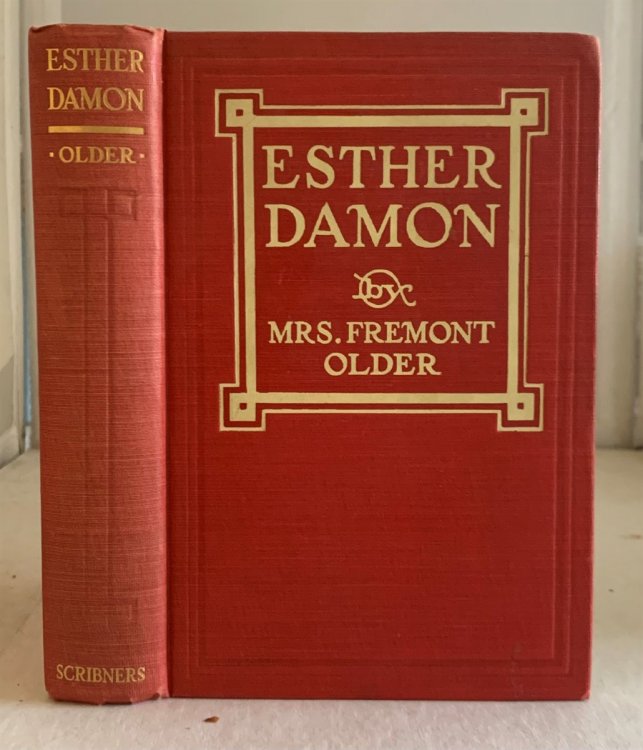 ESTHER
DAMON
· OLDER ·
SCRIBNERS
ESTHER
DAMON
by
MRS. FREMONT
OLDER